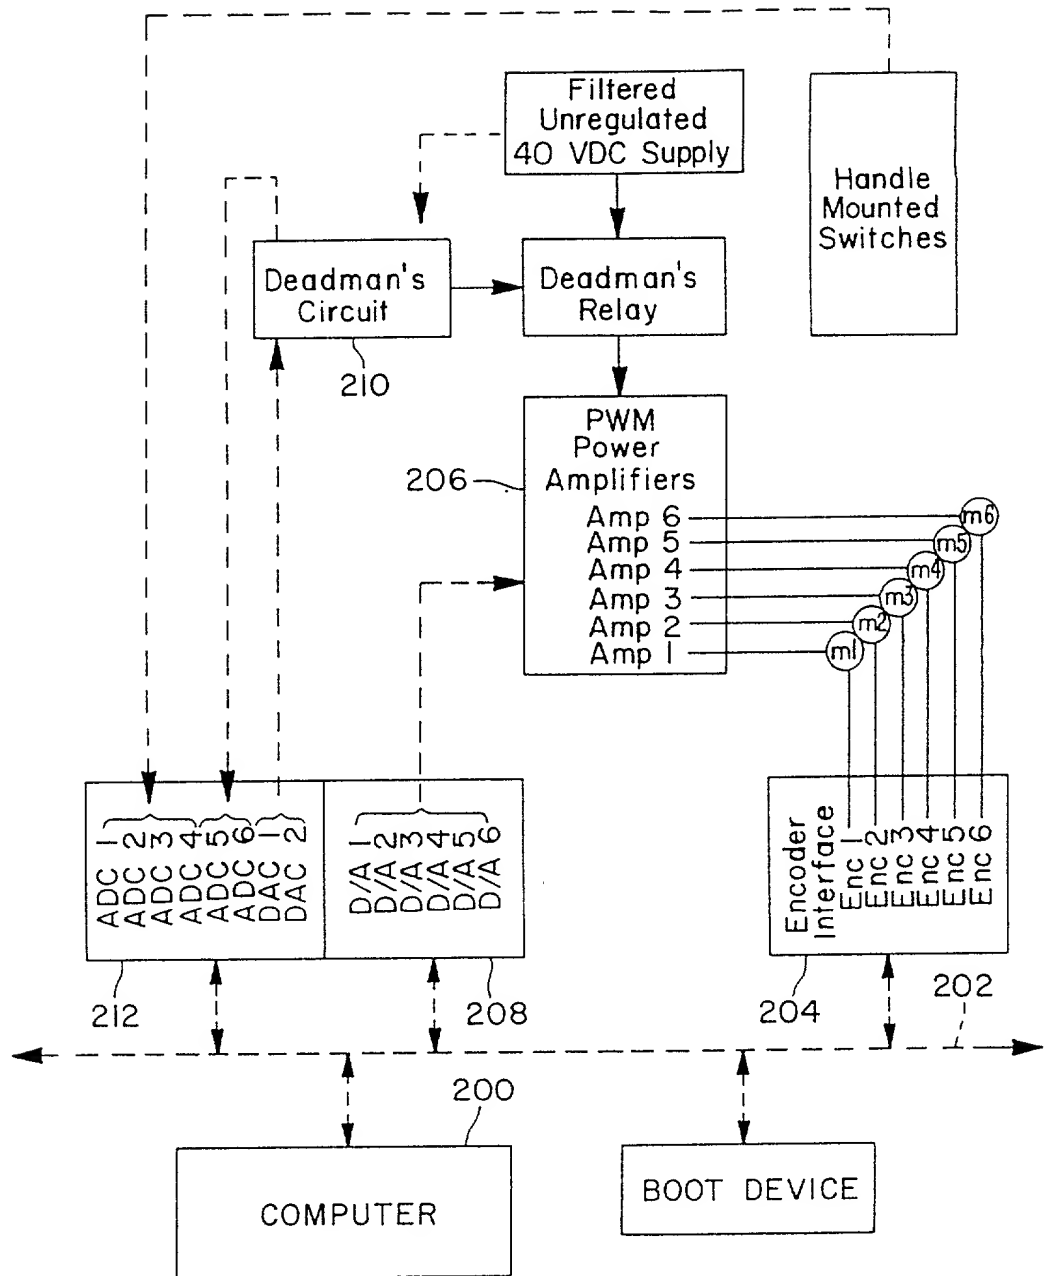 Filtered
Unregulated
40 VDC Supply
Handle
Mounted
Switches
Deadman's
Circuit
210
Deadman's
Relay
PWM
Power
Amplifiers
206
Amp 6
Amp 5
Amp 4
Amp 3
Amp 2
Amp 1
m6
m5
m4
m3
m2
m1
ADC 1
ADC 2
ADC 3
ADC 4
ADC 5
ADC 6
DAC 1
DAC 2
D/A 1
D/A 2
D/A 3
D/A 4
D/A 5
D/A 6
Encoder
Interface
Enc 1
Enc 2
Enc 3
Enc 4
Enc 5
Enc 6
212
208
204
202
200
COMPUTER
BOOT DEVICE